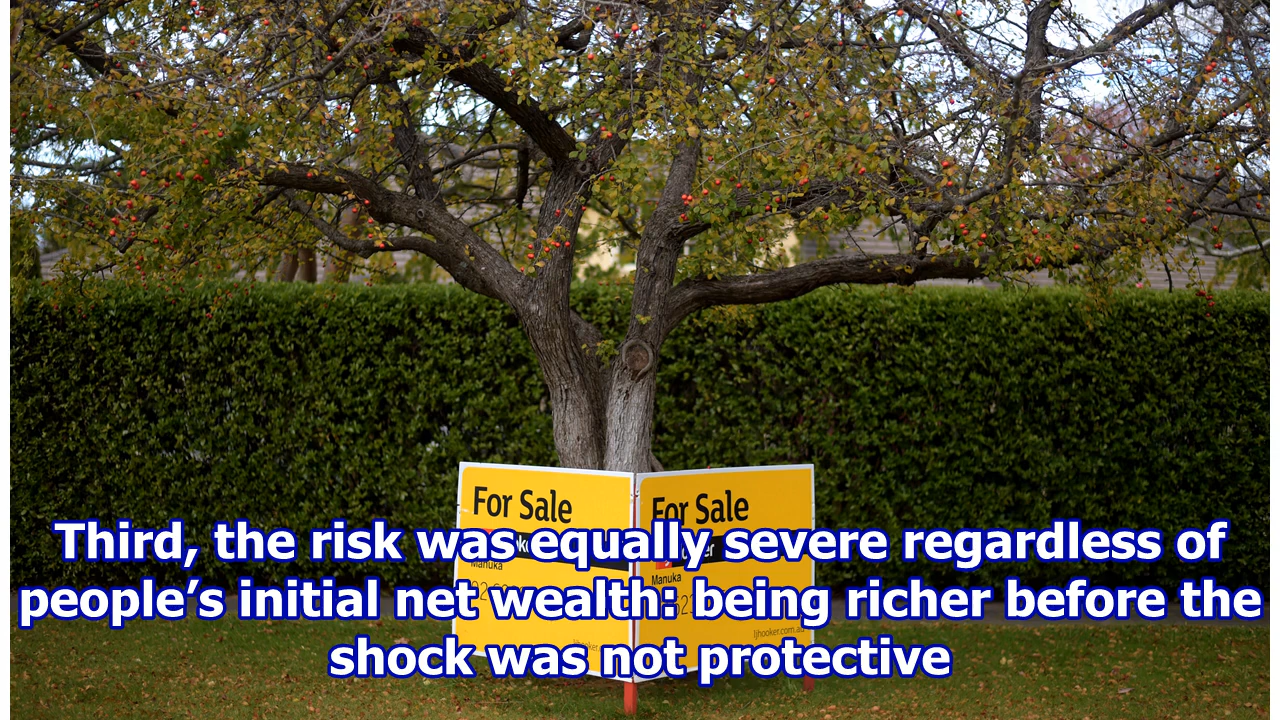 For Sale
For Sale
Manuka
Manuka
ljhooker.com.au
Third, the risk was equally severe regardless of
people’s initial net wealth: being richer before the
shock was not protective